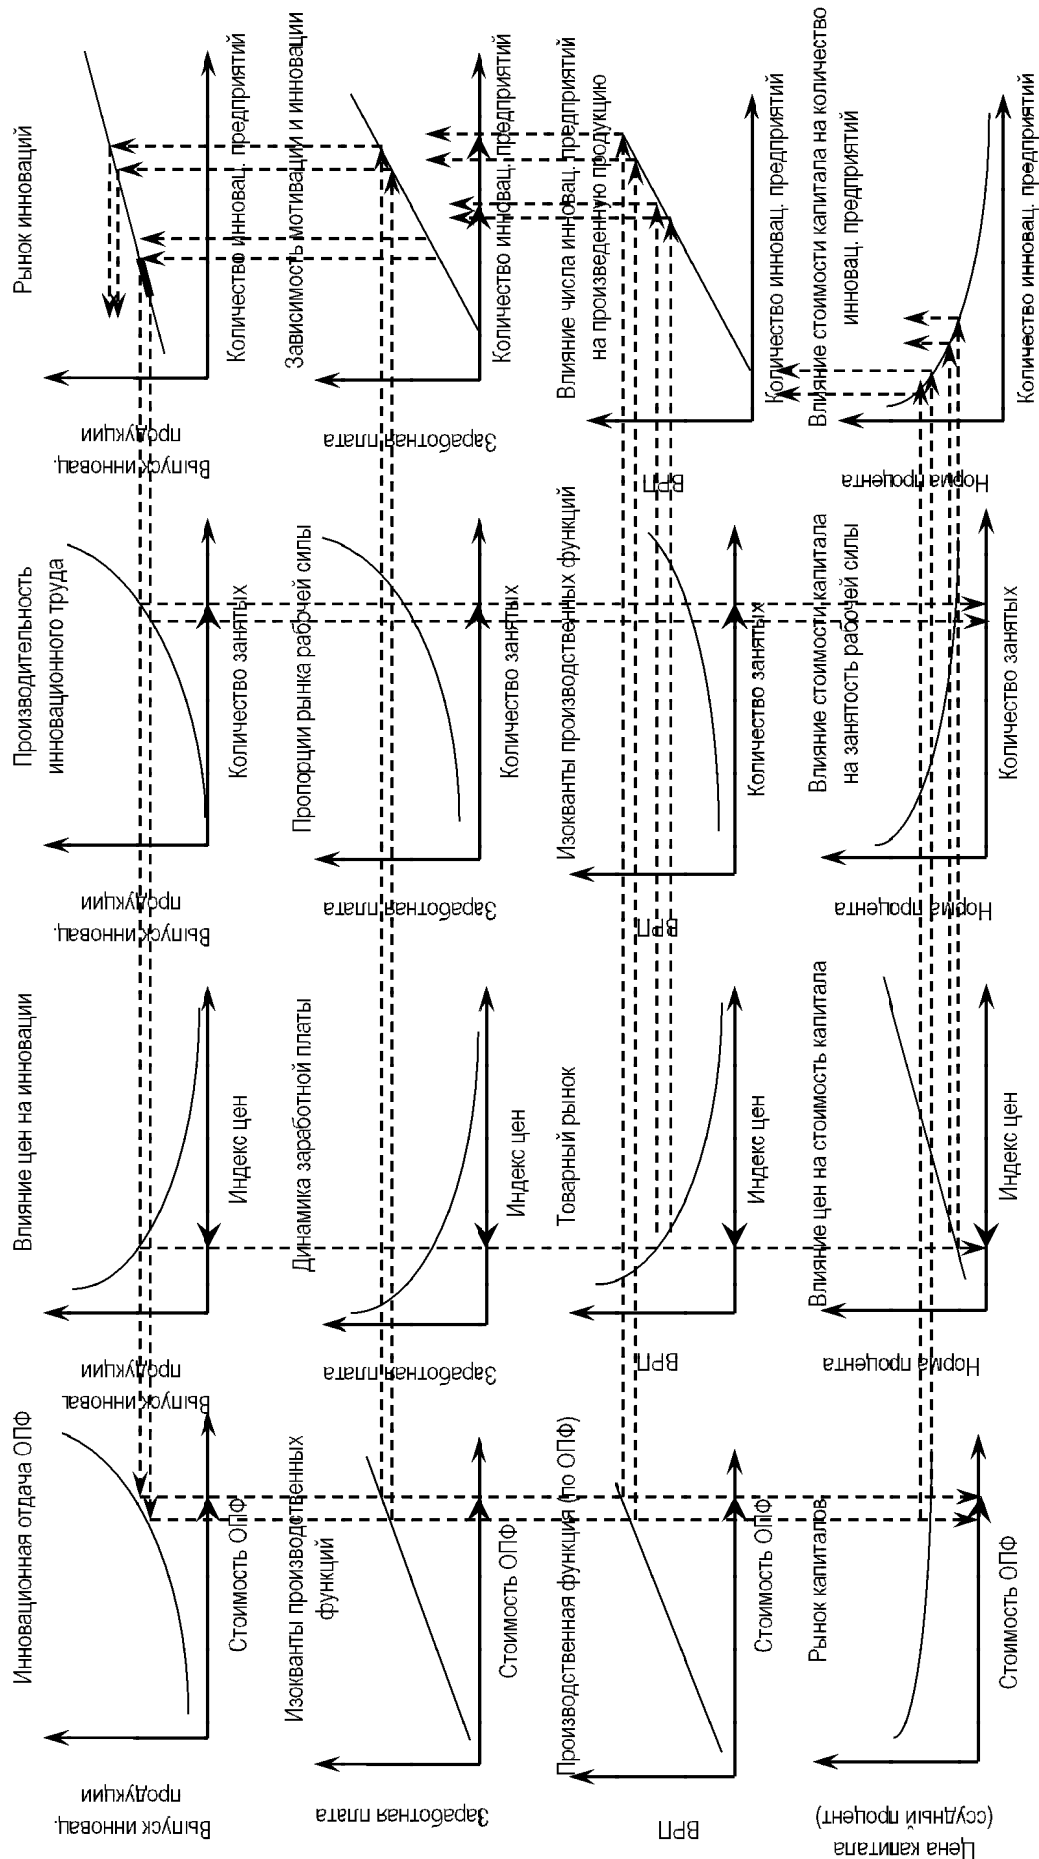 Инновационная отдача ОПФ
Выпуск инновац.
продукции
Стоимость ОПФ
Влияние цен на инновации
Выпуск инновац.
продукции
Индекс цен
Производительность
инновационного труда
Выпуск инновац.
продукции
Количество занятых
Рынок инноваций
Выпуск инновац.
продукции
Количество инновац. предприятий
Изокванты производственных
функций
Заработная плата
Стоимость ОПФ
Динамика заработной платы
Заработная плата
Индекс цен
Пропорции рынка рабочей силы
Заработная плата
Количество занятых
Зависимость мотивации и инновации
Заработная плата
Количество инновац. предприятий
Производственная функция (по ОПФ)
ВРП
Стоимость ОПФ
Товарный рынок
ВРП
Индекс цен
Изокванты производственных функций
ВРП
Количество занятых
Влияние числа инновац. предприятий
на произведенную продукцию
ВРП
Количество инновац. предприятий
Рынок капиталов
Цена капитала
(ссудный процент)
Стоимость ОПФ
Влияние цен на стоимость капитала
Норма процента
Индекс цен
Влияние стоимости капитала
на занятость рабочей силы
Норма процента
Количество занятых
Влияние стоимости капитала на количество
инновац. предприятий
Норма процента
Количество инновац. предприятий